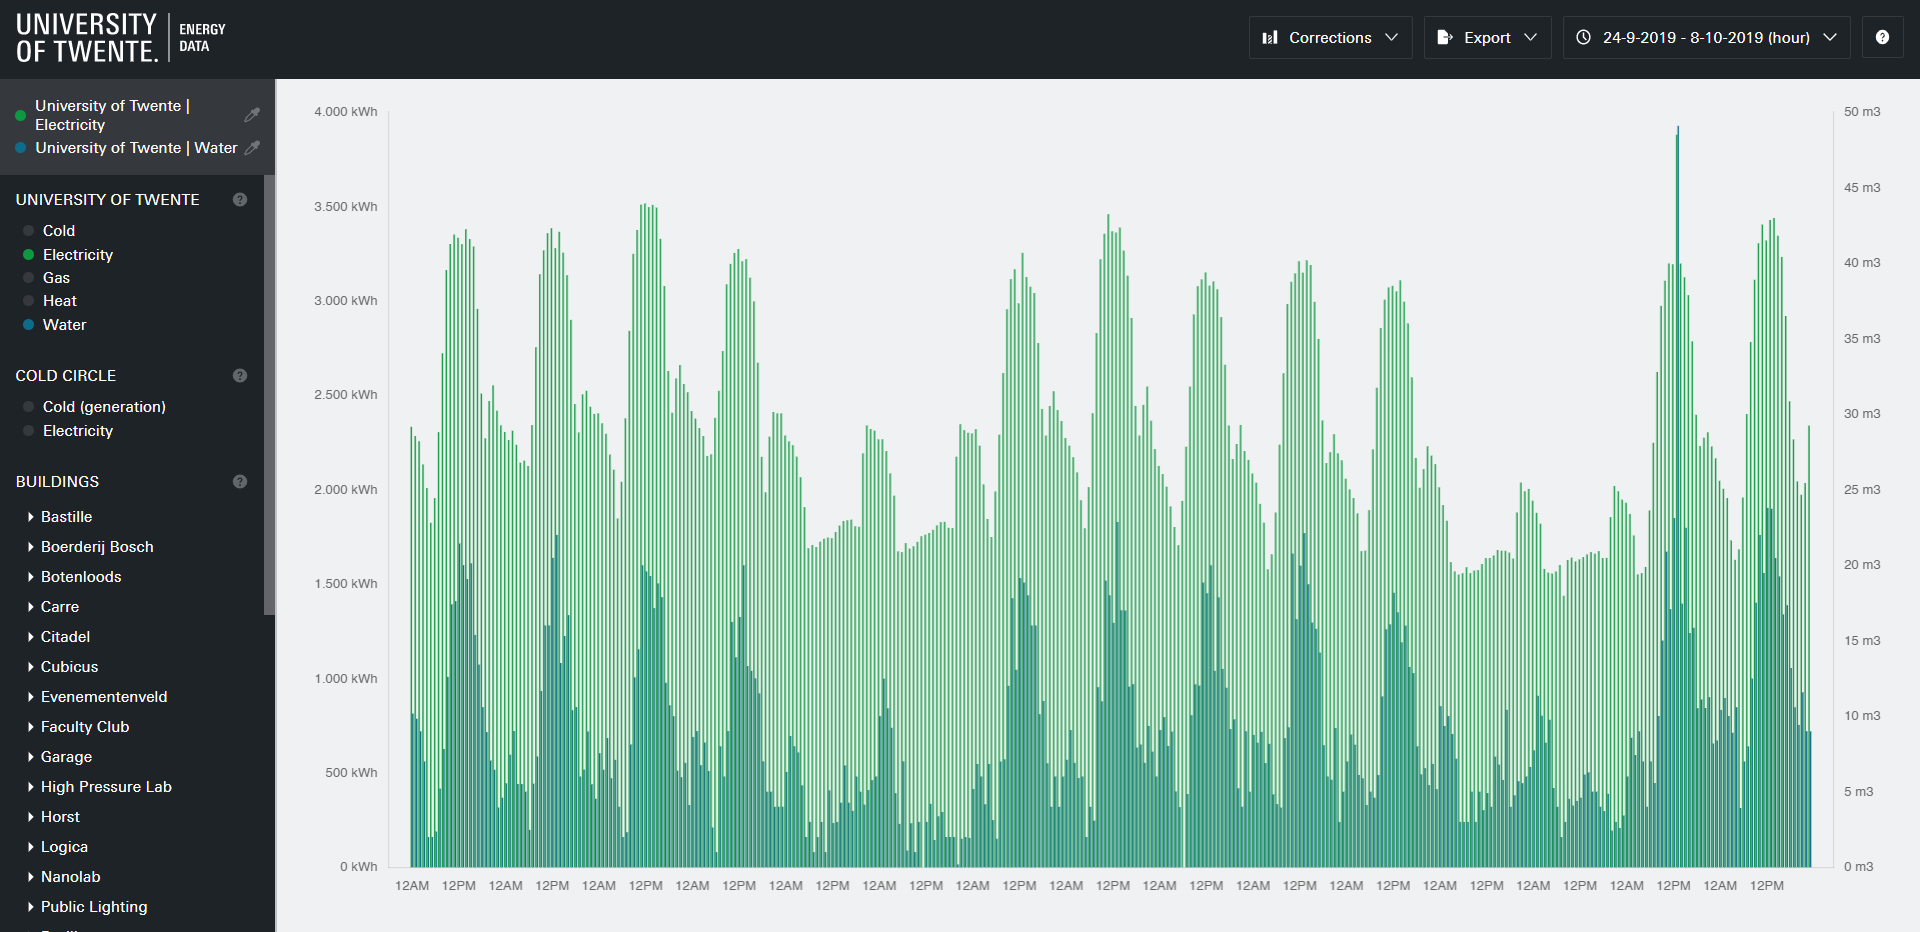 UNIVERSITY
OF TWENTE.
ENERGY
DATA
Corrections
Export
24-9-2019 - 8-10-2019 (hour)
?
University of Twente |
Electricity
University of Twente | Water
UNIVERSITY OF TWENTE ?
Cold
Electricity
Gas
Heat
Water
COLD CIRCLE ?
Cold (generation)
Electricity
BUILDINGS ?
Bastille
Boerderij Bosch
Botenloods
Carre
Citadel
Cubicus
Evenementenveld
Faculty Club
Garage
High Pressure Lab
Horst
Logica
Nanolab
Public Lighting
4.000 kWh
3.500 kWh
3.000 kWh
2.500 kWh
2.000 kWh
1.500 kWh
1.000 kWh
500 kWh
0 kWh
50 m3
45 m3
40 m3
35 m3
30 m3
25 m3
20 m3
15 m3
10 m3
5 m3
0 m3
12AM 12PM 12AM 12PM 12AM 12PM 12AM 12PM 12AM 12PM 12AM 12PM 12AM 12PM 12AM 12PM 12AM 12PM 12AM 12PM 12AM 12PM 12AM 12PM 12AM 12PM 12AM 12PM 12AM 12PM